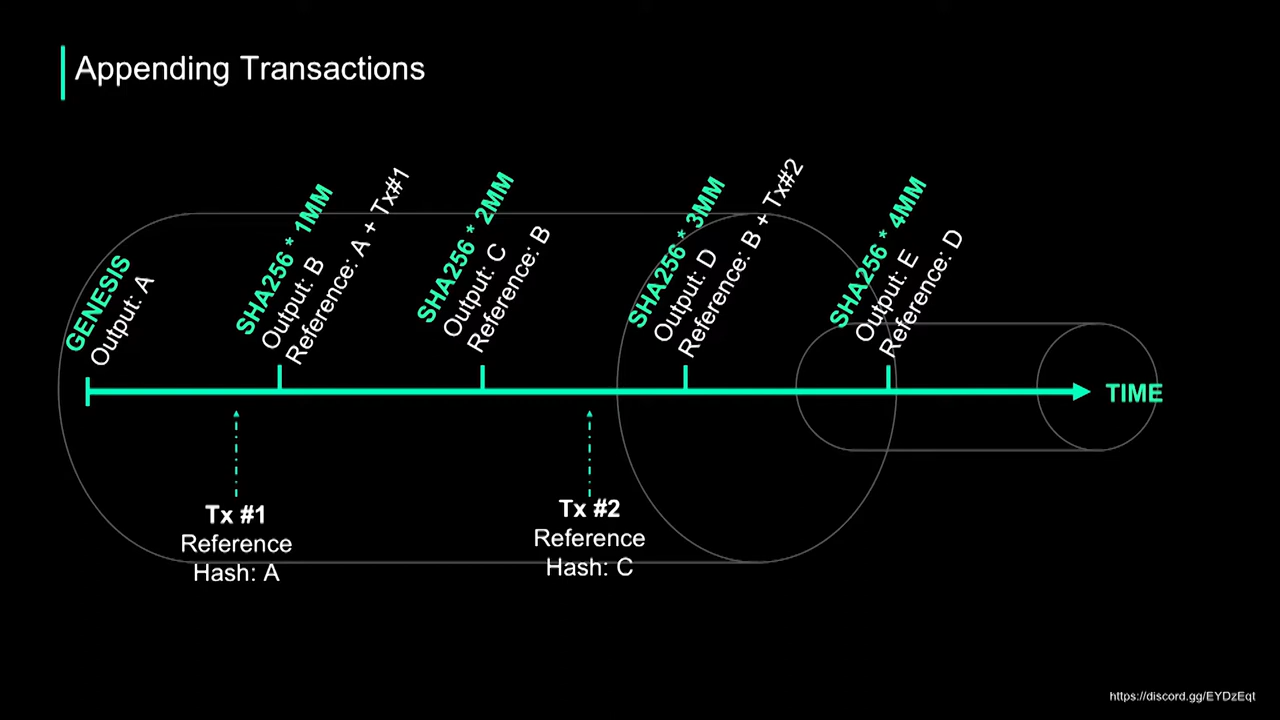 Appending Transactions
GENESIS
Output: A
SHA256 * 1MM
Output: B
Reference: A + Tx#1
SHA256 * 2MM
Output: C
Reference: B
SHA256 * 3MM
Output: D
Reference: B + Tx#2
SHA256 * 4MM
Output: E
Reference: D
TIME
Tx #1
Reference
Hash: A
Tx #2
Reference
Hash: C
https://discord.gg/EYDzEqt